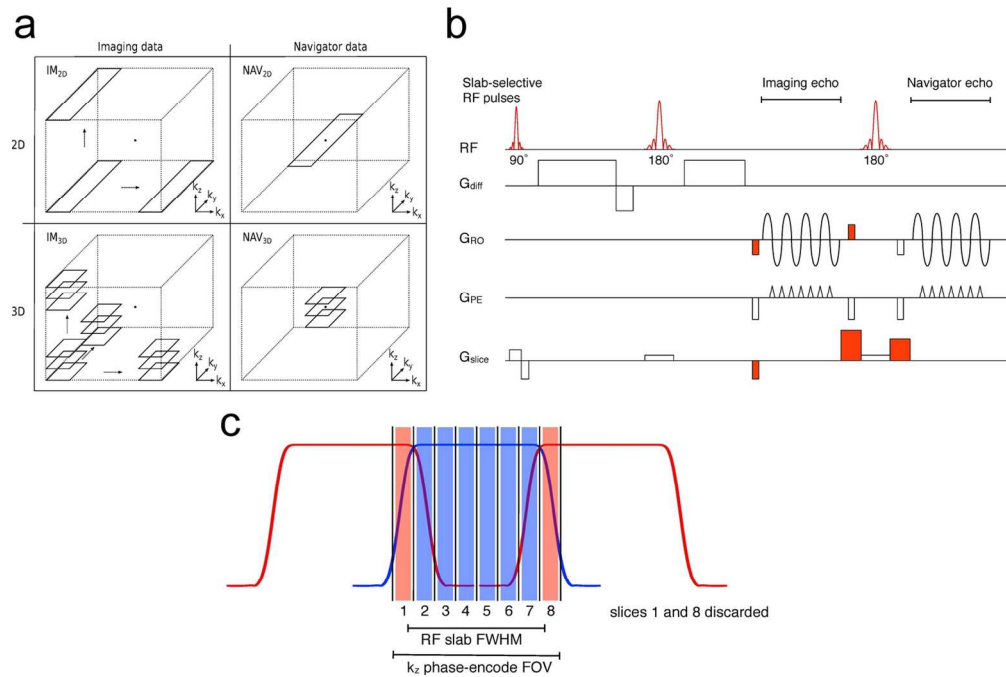 a
Imaging data
Navigator data
2D
IM2D
kz
ky
kx
NAV2D
kz
ky
kx
3D
IM3D
kz
ky
kx
NAV3D
kz
ky
kx
b
Slab-selective
RF pulses
Imaging echo
Navigator echo
RF
90°
180°
180°
Gdiff
GRO
GPE
Gslice
c
1 2 3 4 5 6 7 8
slices 1 and 8 discarded
RF slab FWHM
kz phase-encode FOV